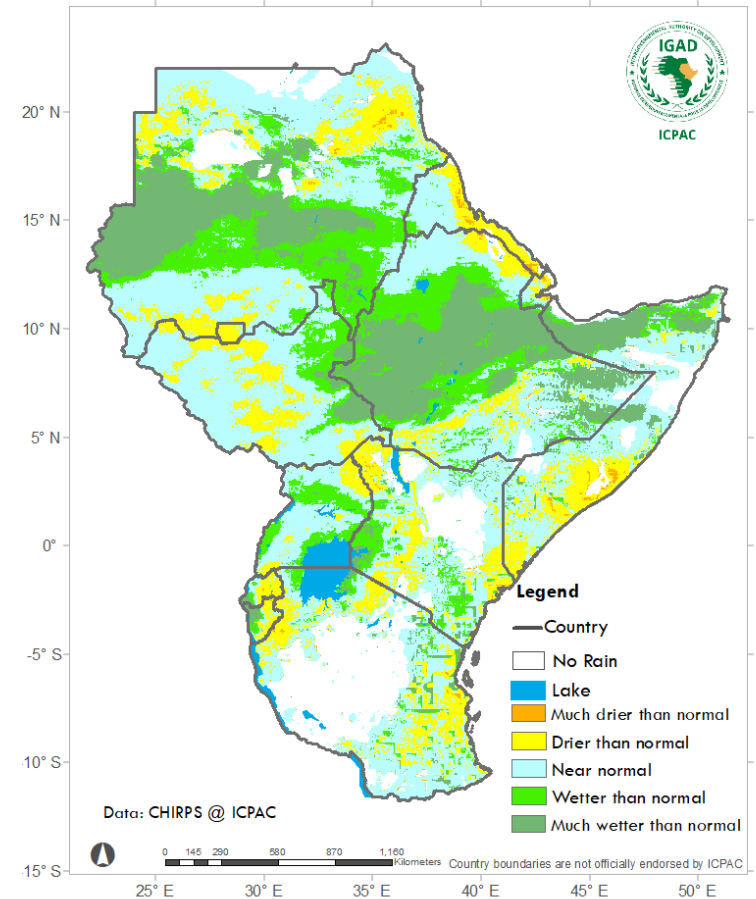 IGAD
ICPAC
20° N
15° N
10° N
5° N
0°
-5° S
-10° S
-15° S
Legend
Country
No Rain
Lake
Much drier than normal
Drier than normal
Near normal
Wetter than normal
Much wetter than normal
Data: CHIRPS @ ICPAC
0 145 290 580 870 1,160
Kilometers
Country boundaries are not officially endorsed by ICPAC
25° E 30° E 35° E 40° E 45° E 50° E